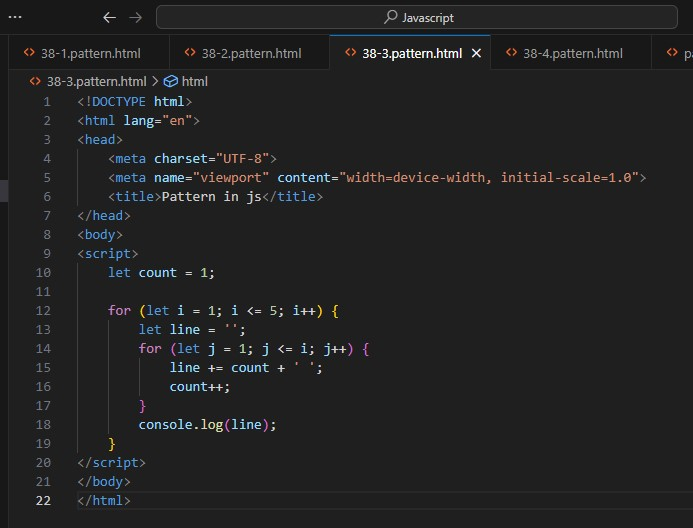 Javascript
38-1.pattern.html 38-2.pattern.html 38-3.pattern.html 38-4.pattern.html
38-3.pattern.html > html
1 <!DOCTYPE html>
2 <html lang="en">
3 <head>
4     <meta charset="UTF-8">
5     <meta name="viewport" content="width=device-width, initial-scale=1.0">
6     <title>Pattern in js</title>
7 </head>
8 <body>
9 <script>
10     let count = 1;
11
12     for (let i = 1; i <= 5; i++) {
13         let line = '';
14         for (let j = 1; j <= i; j++) {
15             line += count + ' ';
16             count++;
17         }
18         console.log(line);
19     }
20 </script>
21 </body>
22 </html>